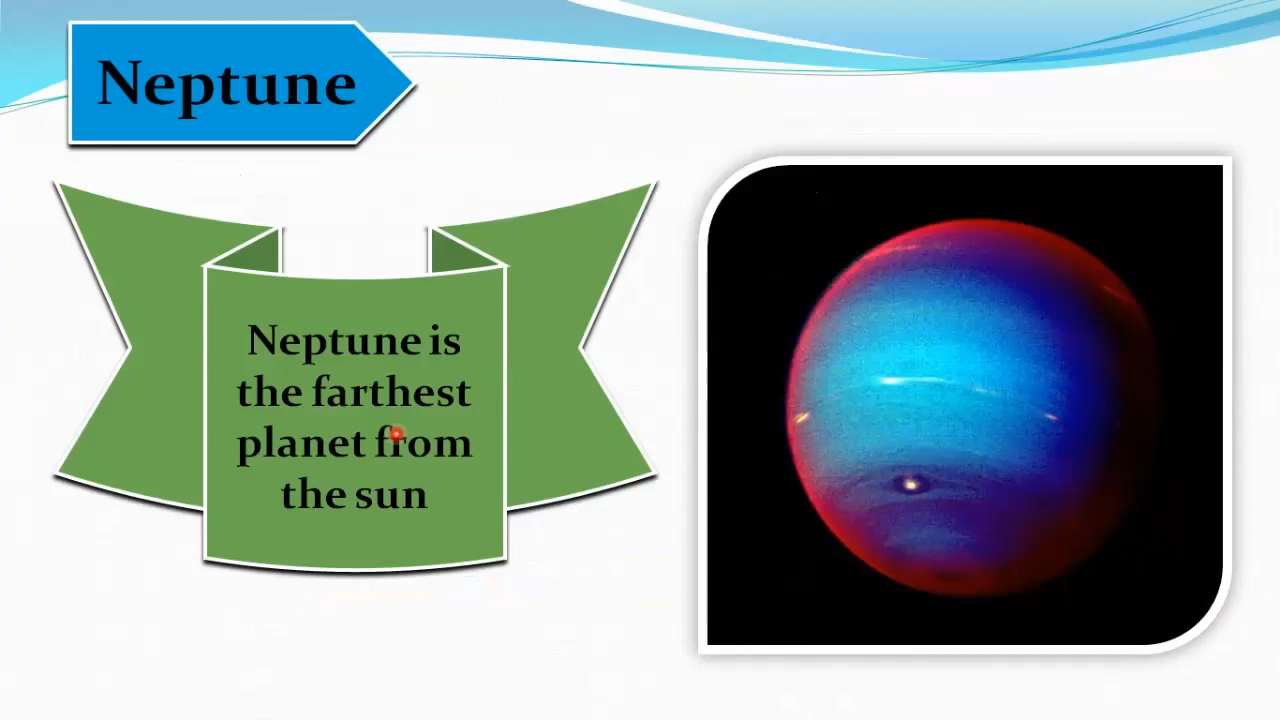 Neptune
Neptune is
the farthest
planet from
the sun